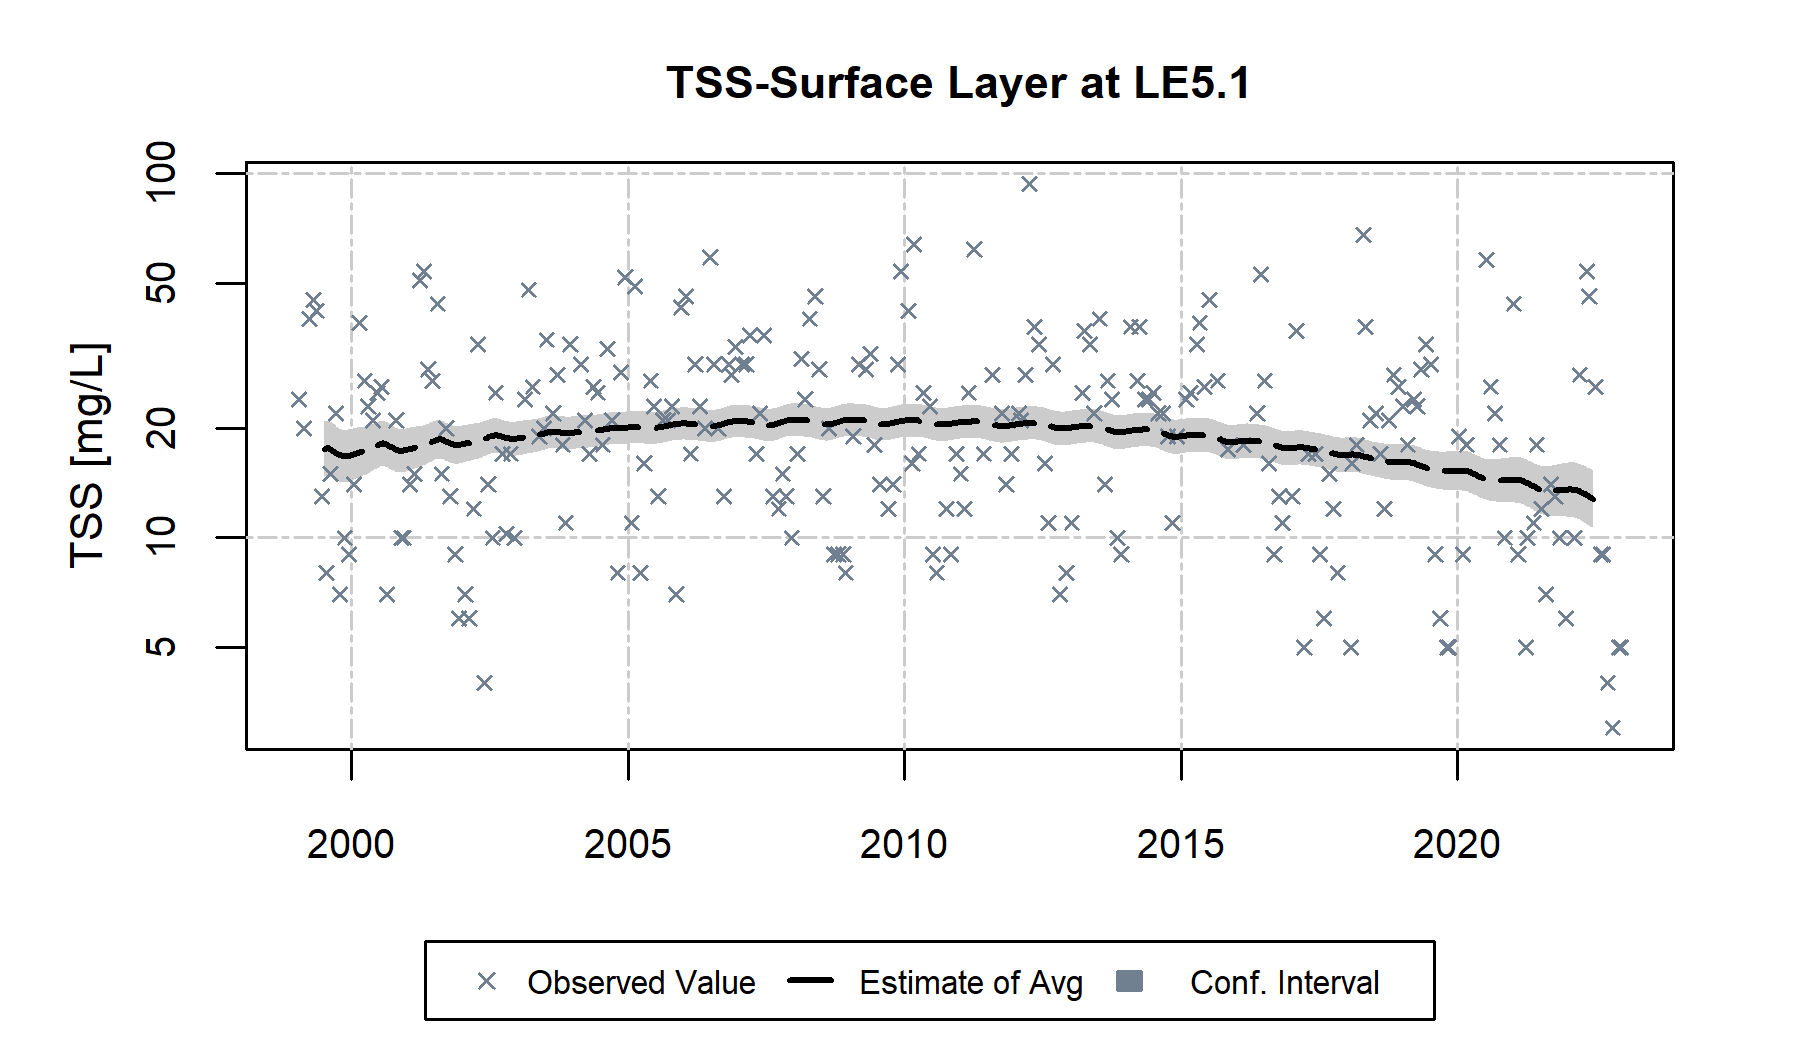 TSS-Surface Layer at LE5.1
TSS [mg/L]
100
50
20
10
5
2000 2005 2010 2015 2020
Observed Value Estimate of Avg Conf. Interval